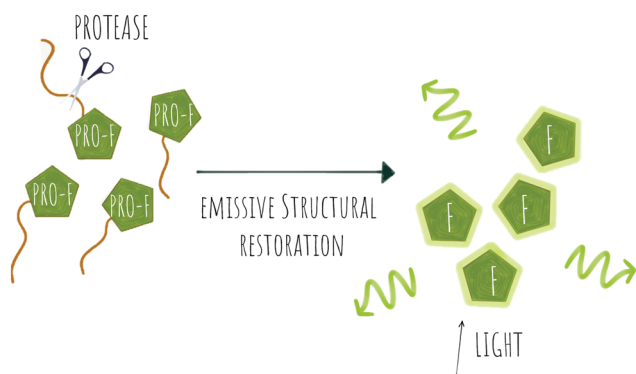 PROTEASE
PRO-F
PRO-F
PRO-F
PRO-F
EMISSIVE STRUCTURAL
RESTORATION
F
F
F
F
LIGHT